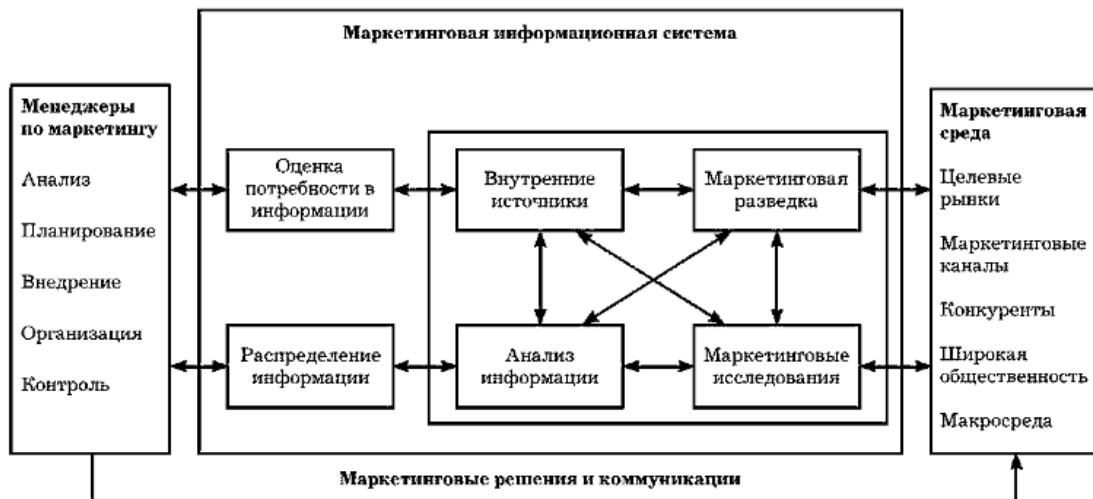 Маркетинговая информационная система
Менеджеры
по маркетингу
Анализ
Планирование
Внедрение
Организация
Контроль
Оценка
потребности в
информации
Распределение
информации
Внутренние
источники
Маркетинговая
разведка
Анализ
информации
Маркетинговые
исследования
Маркетинговая
среда
Целевые
рынки
Маркетинговые
каналы
Конкуренты
Широкая
общественность
Макросреда
Маркетинговые решения и коммуникации